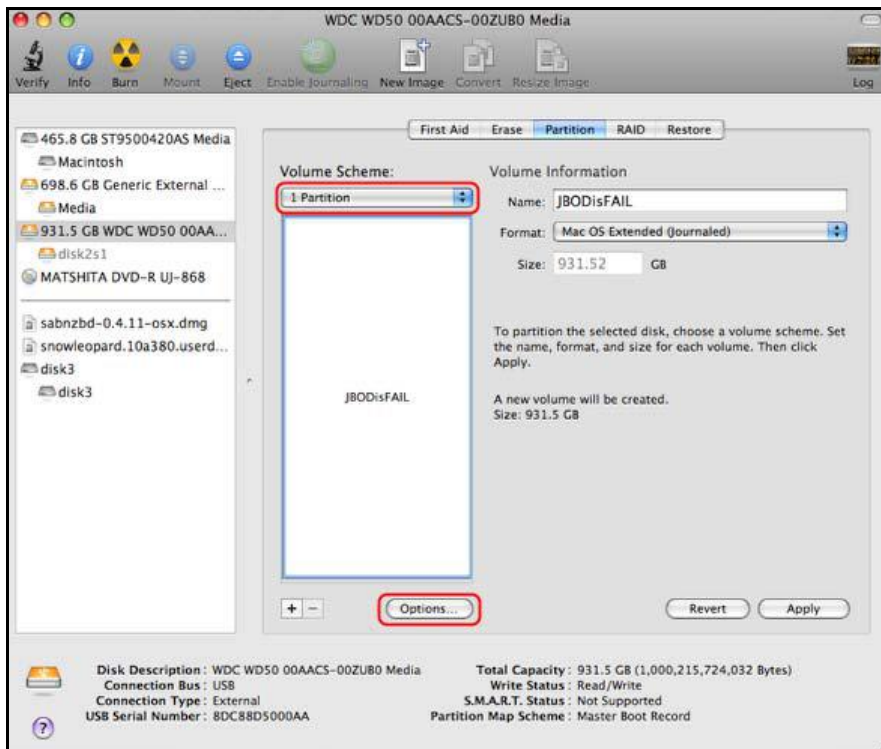 WDC WD50 00AACS-00ZUB0 Media
Verify Info Burn Mount Eject Enable Journaling New Image Convert Resize Image Log
465.8 GB ST9500420AS Media
Macintosh
698.6 GB Generic External ...
Media
931.5 GB WDC WD50 00AA...
disk2s1
MATSHITA DVD-R UJ-868
sabnzbd-0.4.11-osx.dmg
snowleopard.10a380.userd...
disk3
disk3
First Aid Erase Partition RAID Restore
Volume Scheme:
1 Partition
JBODisFAIL
+ -
Options...
Volume Information
Name: JBODisFAIL
Format: Mac OS Extended (Journaled)
Size: 931.52 GB
To partition the selected disk, choose a volume scheme. Set
the name, format, and size for each volume. Then click
Apply.
A new volume will be created.
Size: 931.5 GB
Revert Apply
Disk Description : WDC WD50 00AACS-00ZUB0 Media
Connection Bus : USB
Connection Type : External
USB Serial Number : 8DC88D5000AA
Total Capacity : 931.5 GB (1,000,215,724,032 Bytes)
Write Status : Read/Write
S.M.A.R.T. Status : Not Supported
Partition Map Scheme : Master Boot Record
?